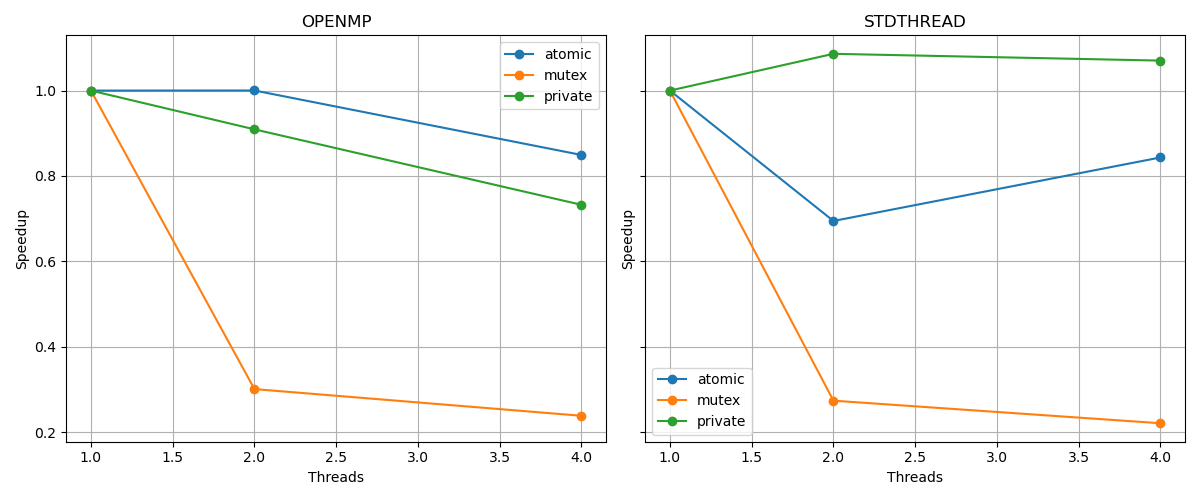 OPENMP
atomic
mutex
private
1.0
0.8
0.6
0.4
0.2
Speedup
1.0 1.5 2.0 2.5 3.0 3.5 4.0
Threads
STDTHREAD
Speedup
atomic
mutex
private
1.0 1.5 2.0 2.5 3.0 3.5 4.0
Threads